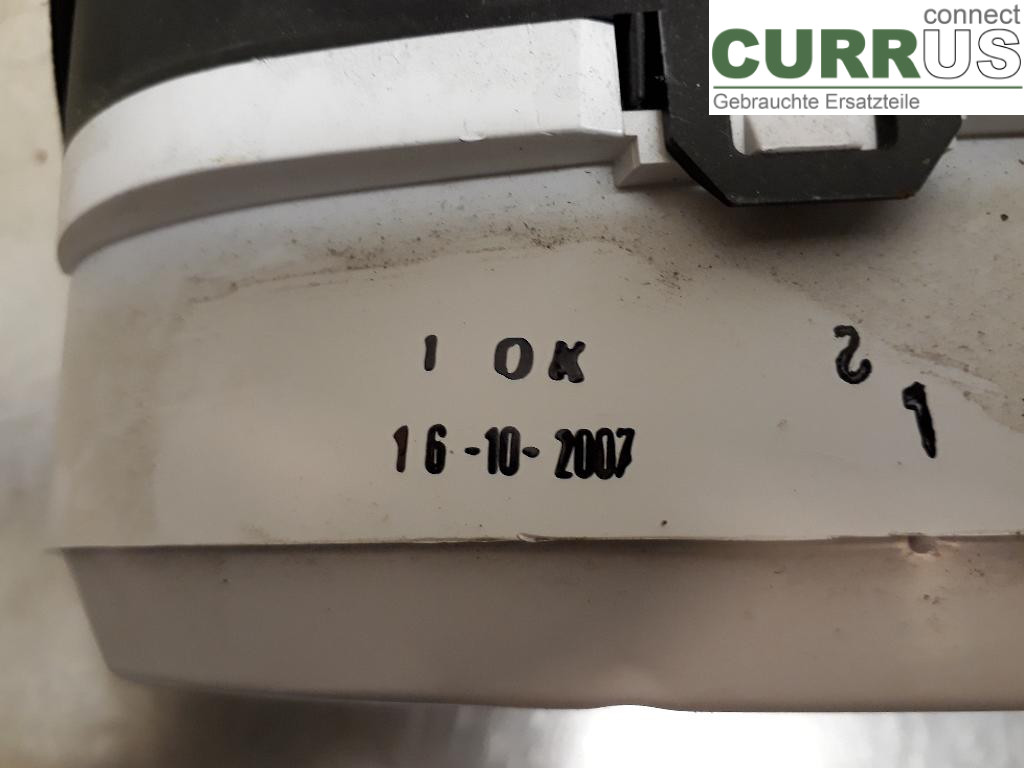 connect
CURRUS
Gebrauchte Ersatzteile
1 OK
16-10-2007
2
1